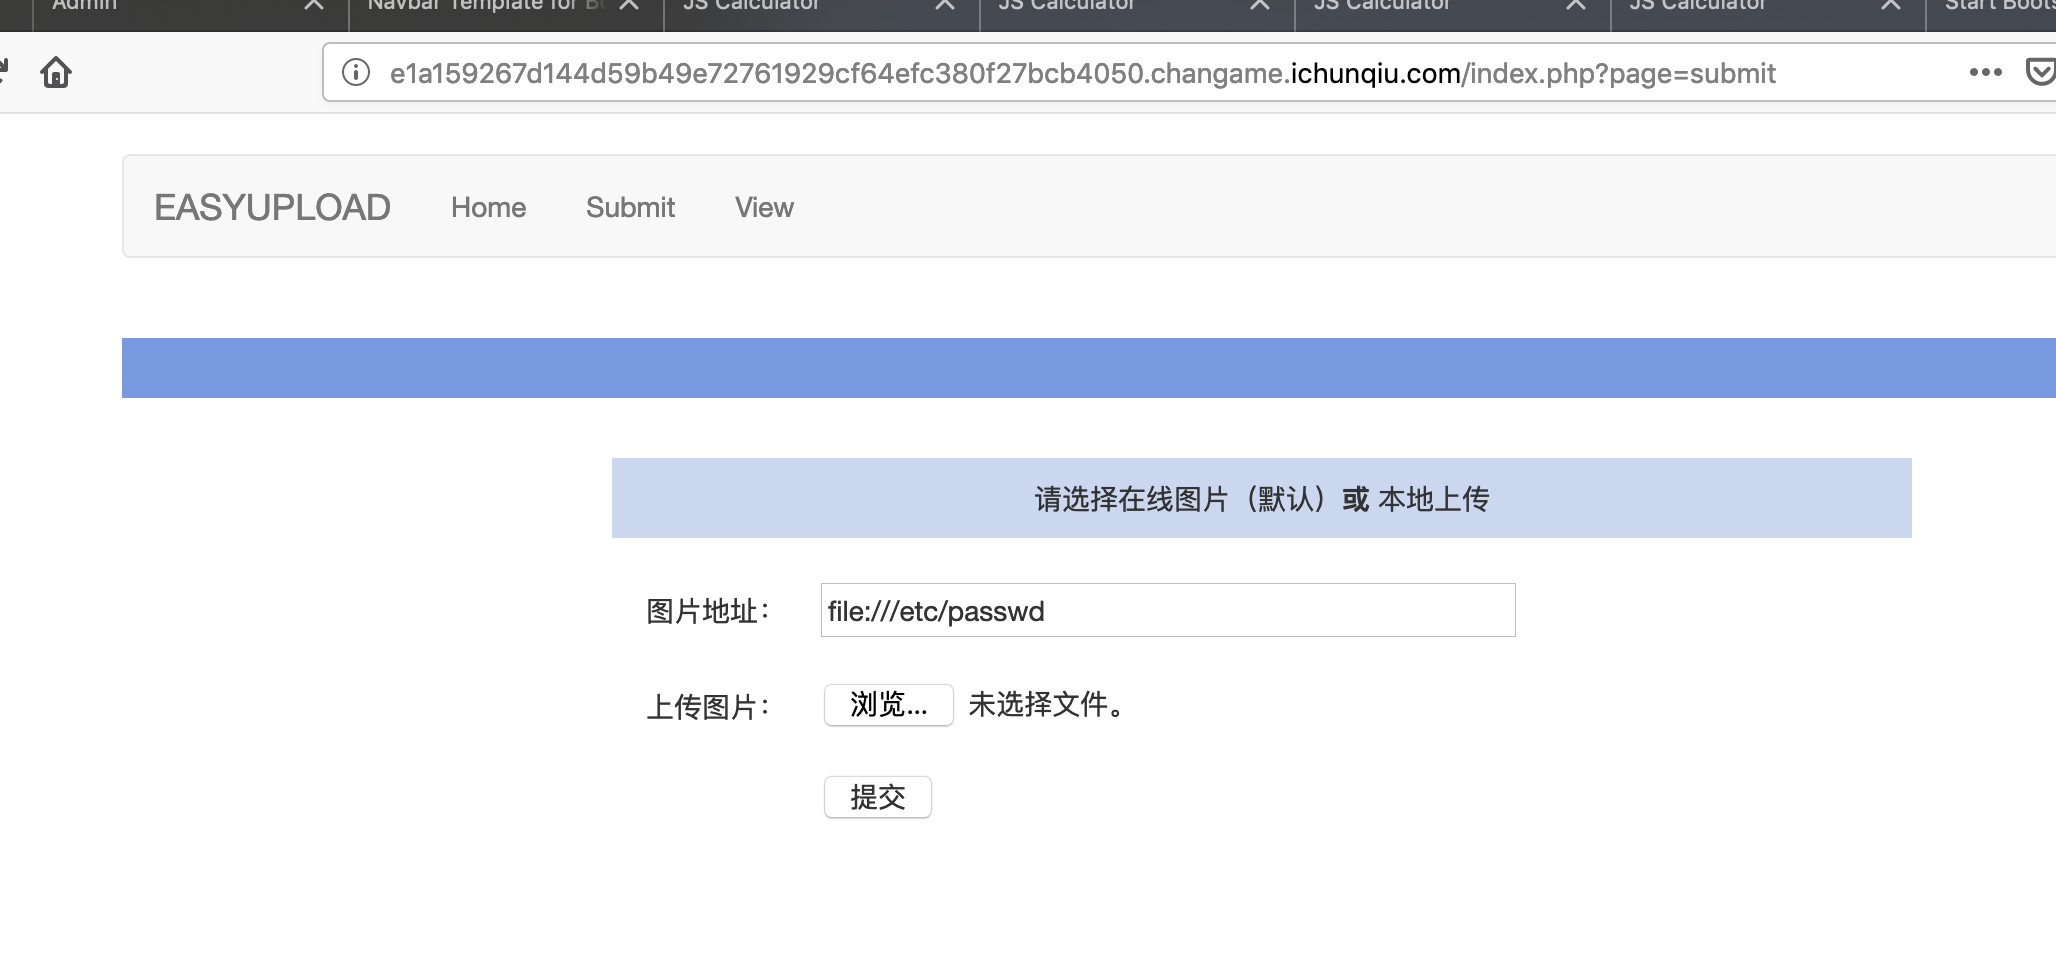 Admin
Navbar Template for Bo
JS Calculator
JS Calculator
JS Calculator
JS Calculator
Start Boots
e1a159267d144d59b49e72761929cf64efc380f27bcb4050.changame.ichunqiu.com/index.php?page=submit
EASYUPLOAD Home Submit View
请选择在线图片（默认）或 本地上传
图片地址： file:///etc/passwd
上传图片： 浏览... 未选择文件。
提交